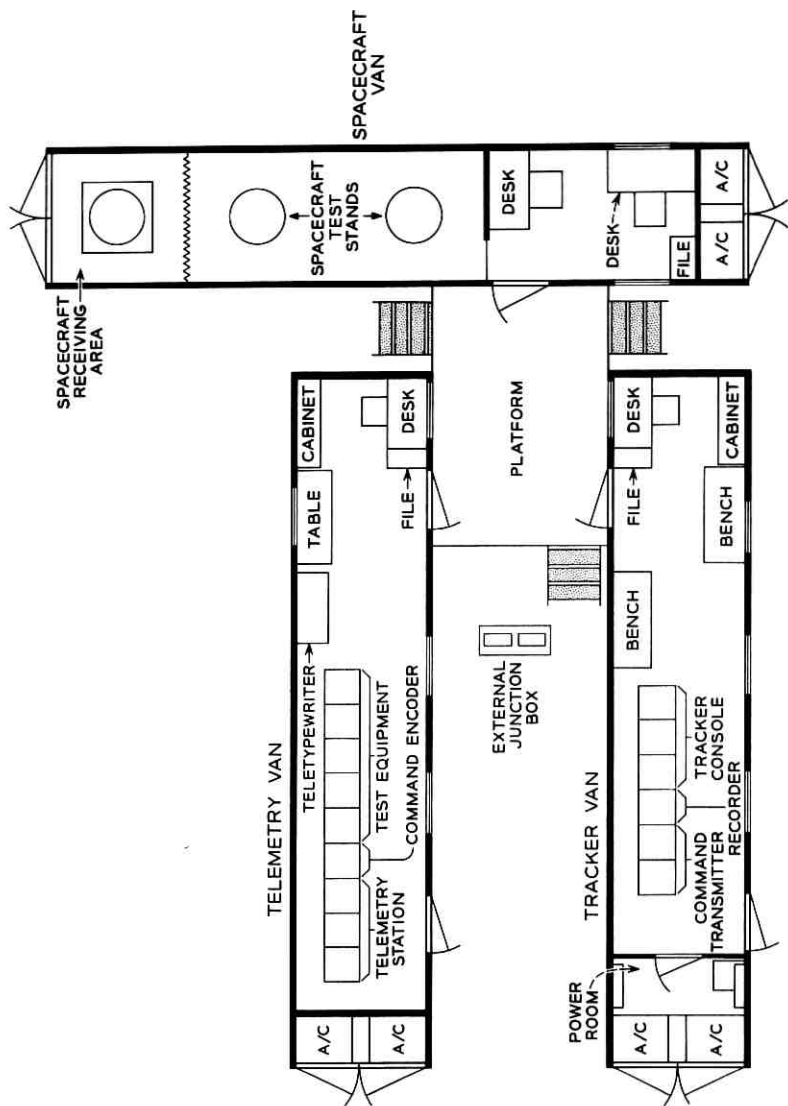 SPACECRAFT
VAN
SPACECRAFT
RECEIVING
AREA
SPACECRAFT
TEST
STANDS
DESK
DESK
FILE
A/C
A/C
TELEMETRY VAN
CABINET
TABLE
DESK
FILE
TELETYPEWRITER
TEST EQUIPMENT
COMMAND ENCODER
TELEMETRY
STATION
A/C
A/C
PLATFORM
EXTERNAL
JUNCTION
BOX
TRACKER VAN
DESK
FILE
CABINET
BENCH
BENCH
TRACKER
CONSOLE
RECORDER
COMMAND
TRANSMITTER
POWER
ROOM
A/C
A/C